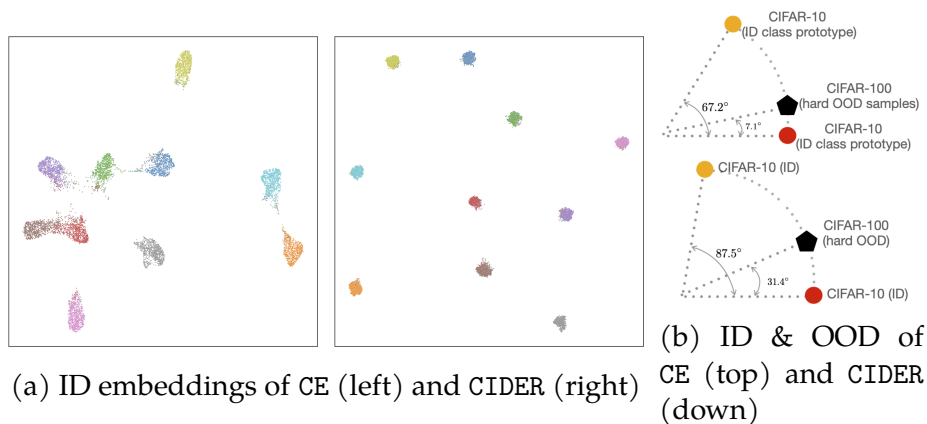 CIFAR-10
(ID class prototype)
CIFAR-100
(hard OOD samples)
67.2°
7.1°
CIFAR-10
(ID class prototype)
CIFAR-10 (ID)
CIFAR-100
(hard OOD)
87.5°
31.4°
CIFAR-10 (ID)
(a) ID embeddings of CE (left) and CIDER (right)
(b) ID & OOD of
CE (top) and CIDER
(down)